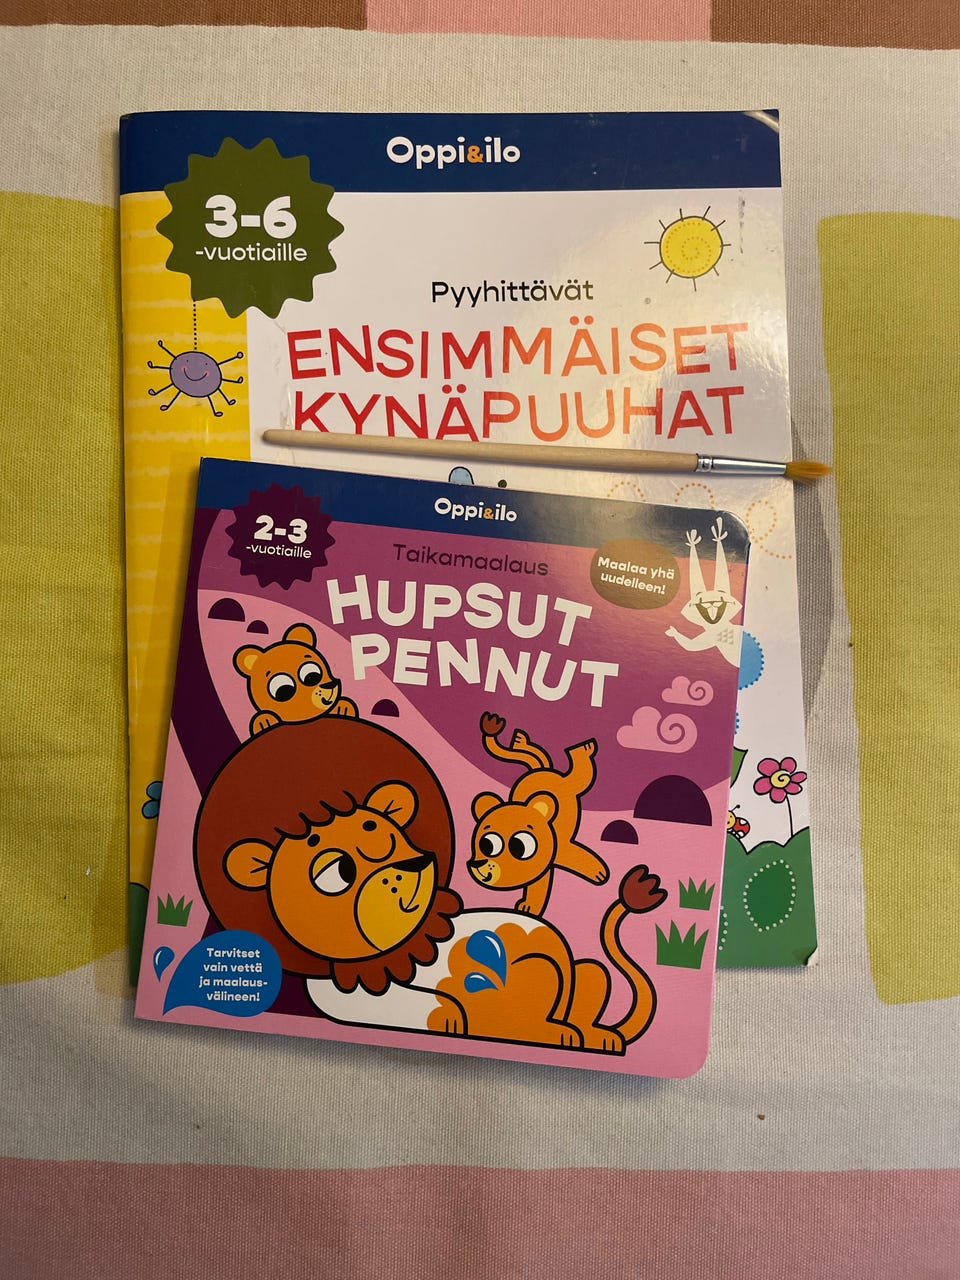 Oppi&ilo
3-6
-vuotiaille
Pyyhittävät
ENSIMMÄISET
KYNÄPUUHAT
Oppi&ilo
2-3
-vuotiaille
Taikamaalaus
HUPSUT
PENNUT
Maalaa yhä
uudelleen!
Tarvitset
vain vettä
ja maalaus-
välineen!